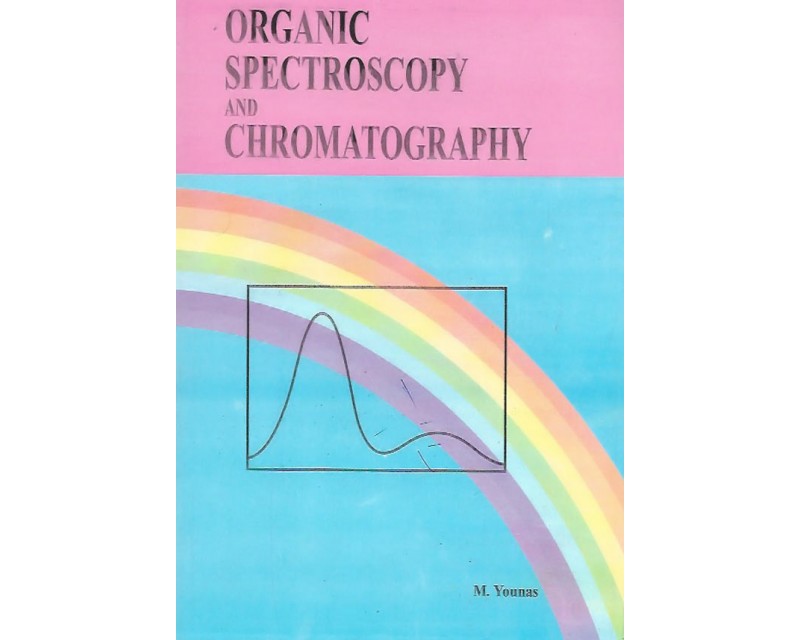 ORGANIC
SPECTROSCOPY
AND
CHROMATOGRAPHY
M. Younas